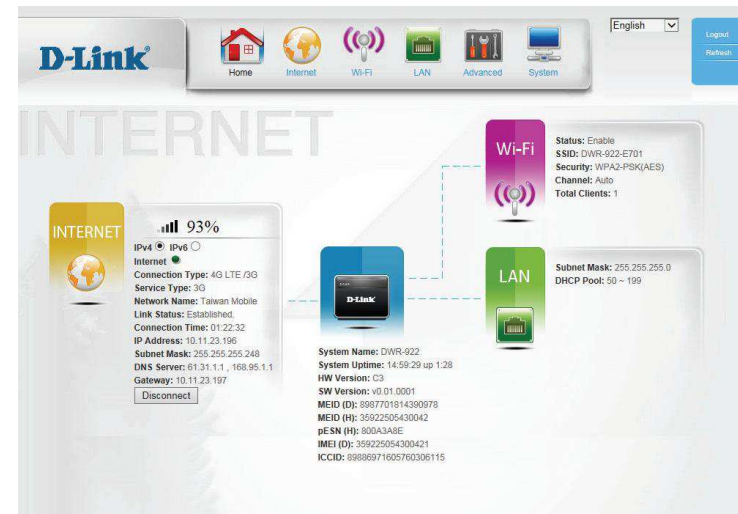 D-Link
Home
Internet
Wi-Fi
LAN
Advanced
System
English
Logout
Refresh
INTERNET
INTERNET
93%
IPv4 IPv6
Internet
Connection Type: 4G LTE /3G
Service Type: 3G
Network Name: Taiwan Mobile
Link Status: Established.
Connection Time: 01:22:32
IP Address: 10.11.23.196
Subnet Mask: 255.255.255.248
DNS Server: 61.31.1.1 , 168.95.1.1
Gateway: 10.11.23.197
Disconnect
D-Link
System Name: DWR-922
System Uptime: 14:59:29 up 1:28
HW Version: C3
SW Version: v0.01.0001
MEID (D): 8987701814390978
MEID (H): 35922505430042
pESN (H): 800A3A8E
IMEI (D): 359225054300421
ICCID: 89886971605760306115
Wi-Fi
Status: Enable
SSID: DWR-922-E701
Security: WPA2-PSK(AES)
Channel: Auto
Total Clients: 1
LAN
Subnet Mask: 255.255.255.0
DHCP Pool: 50 ~ 199